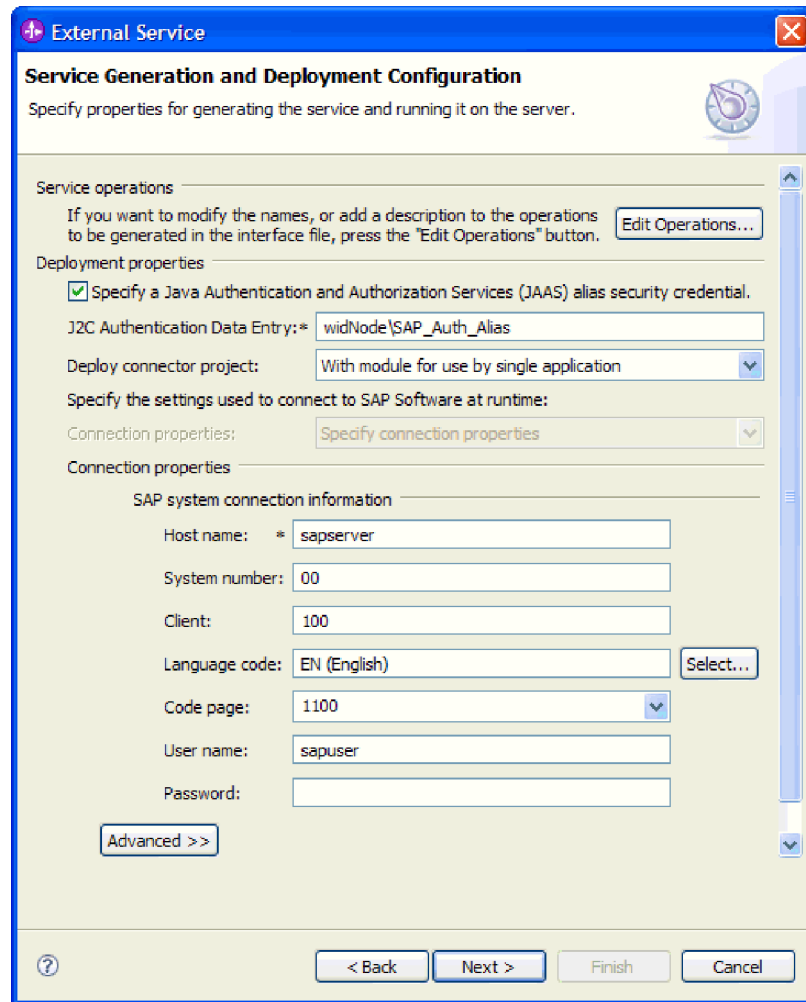 External Service
Service Generation and Deployment Configuration
Specify properties for generating the service and running it on the server.
Service operations
If you want to modify the names, or add a description to the operations
to be generated in the interface file, press the "Edit Operations" button.
Edit Operations...
Deployment properties
Specify a Java Authentication and Authorization Services (JAAS) alias security credential.
J2C Authentication Data Entry:* widNode\SAP_Auth_Alias
Deploy connector project: With module for use by single application
Specify the settings used to connect to SAP Software at runtime:
Connection properties: Specify connection properties
Connection properties
SAP system connection information
Host name: * sapserver
System number: 00
Client: 100
Language code: EN (English) Select...
Code page: 1100
User name: sapuser
Password:
Advanced >>
? < Back Next > Finish Cancel